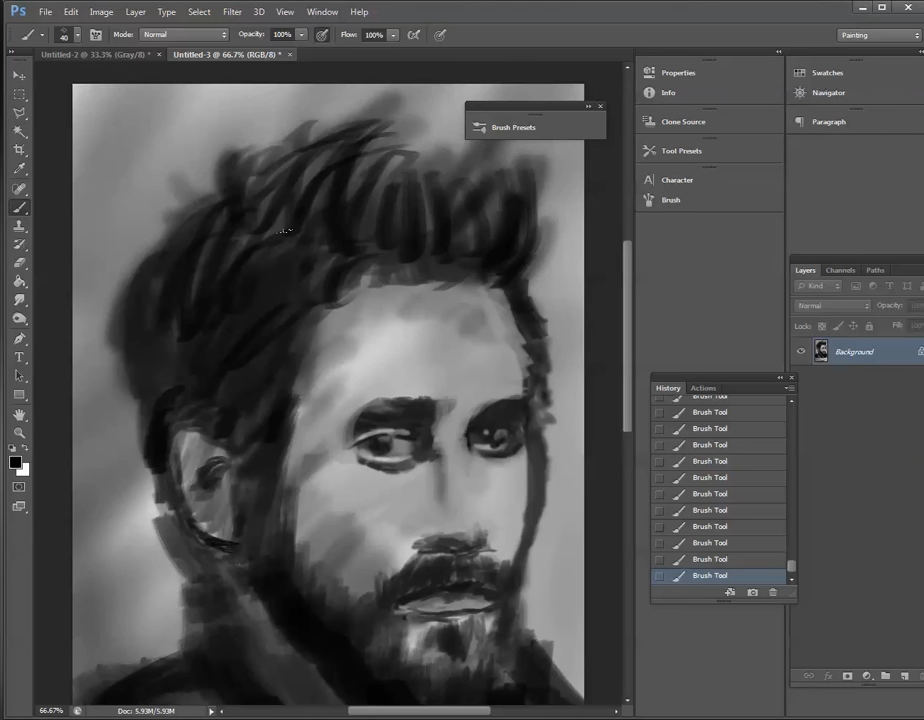 Ps File Edit Image Layer Type Select Filter 3D View Window Help
40 Mode: Normal Opacity: 100% Flow: 100% Painting
Untitled-2 @ 33.3% (Gray/8) * × Untitled-3 @ 66.7% (RGB/8) * ×
Brush Presets
Properties
Info
Clone Source
Tool Presets
Character
Brush
Swatches
Navigator
Paragraph
Layers Channels Paths
Kind
Normal Opacity:
Locks: Fill:
Background
History Actions
Brush Tool
Brush Tool
Brush Tool
Brush Tool
Brush Tool
Brush Tool
Brush Tool
Brush Tool
Brush Tool
Brush Tool
Brush Tool
Brush Tool
66.67% Doc: 5.93M/5.93M